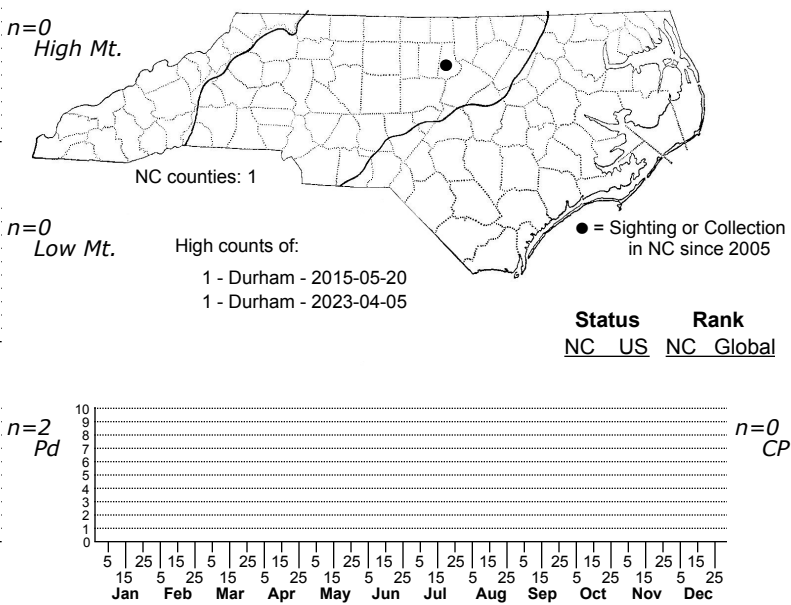 n=0
High Mt.
NC counties: 1
n=0
Low Mt.
High counts of:
1 - Durham - 2015-05-20
1 - Durham - 2023-04-05
● = Sighting or Collection
in NC since 2005
Status Rank
NC US NC Global
n=2
Pd
10
9
8
7
6
5
4
3
2
1
0
n=0
CP
5 25 15 5 25 15 5 25 15 5 25 15 5 25 15 5 25 15
15 5 25 15 5 25 15 5 25 15 5 25 15 5 25 15 5 25
Jan Feb Mar Apr May Jun Jul Aug Sep Oct Nov Dec